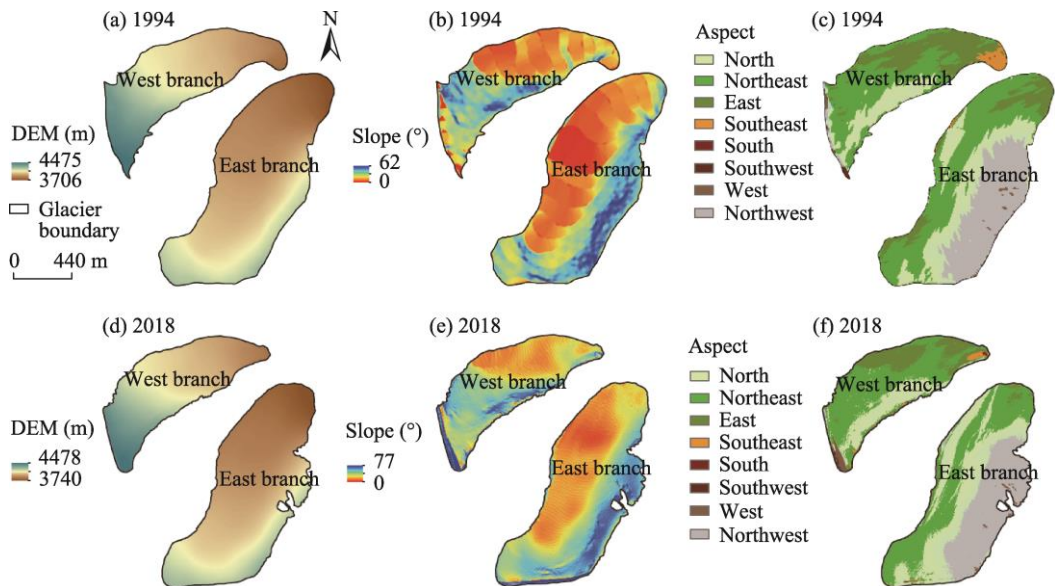 (a) 1994
N
West branch
East branch
DEM (m)
4475
3706
Glacier
boundary
0 440 m
(b) 1994
West branch
East branch
Slope (°)
62
0
(c) 1994
Aspect
North
Northeast
East
Southeast
South
Southwest
West
Northwest
West branch
East branch
(d) 2018
West branch
East branch
DEM (m)
4478
3740
(e) 2018
West branch
East branch
Slope (°)
77
0
(f) 2018
Aspect
North
Northeast
East
Southeast
South
Southwest
West
Northwest
West branch
East branch